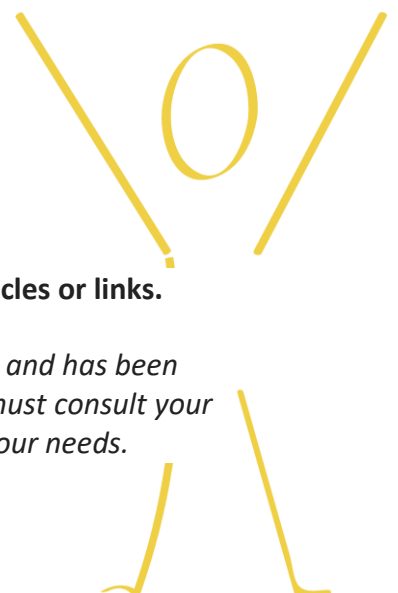 cles or links.
and has been
must consult your
our needs.